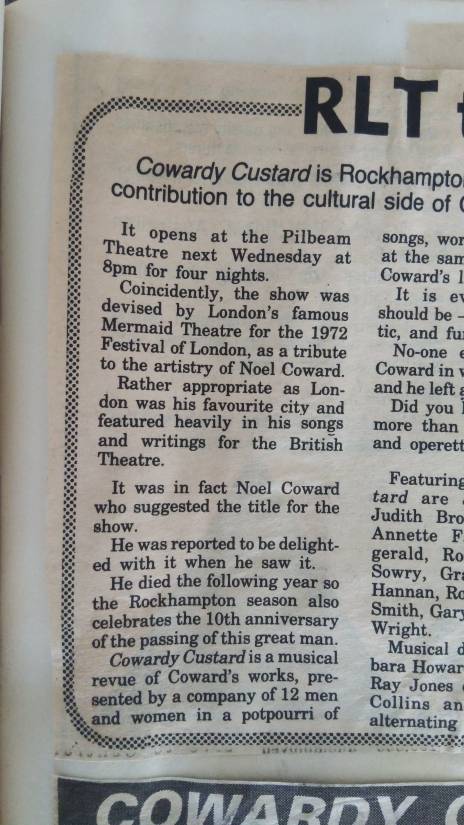 RLT
Cowardy Custard is Rockhampto
contribution to the cultural side of
It opens at the Pilbeam
Theatre next Wednesday at
8pm for four nights.
Coincidently, the show was
devised by London's famous
Mermaid Theatre for the 1972
Festival of London, as a tribute
to the artistry of Noel Coward.
Rather appropriate as Lon-
don was his favourite city and
featured heavily in his songs
and writings for the British
Theatre.
It was in fact Noel Coward
who suggested the title for the
show.
He was reported to be delight-
ed with it when he saw it.
He died the following year so
the Rockhampton season also
celebrates the 10th anniversary
of the passing of this great man.
Cowardy Custard is a musical
revue of Coward's works, pre-
sented by a company of 12 men
and women in a potpourri of
songs, wor
at the sam
Coward's l
It is ev
should be –
tic, and fu
No-one e
Coward in v
and he left a
Did you
more than
and operett
Featuring
tard are
Judith Bro
Annette F
gerald, Ro
Sowry, Gra
Hannan, Ro
Smith, Gary
Wright.
Musical d
bara Howar
Ray Jones
Collins an
alternating
COWARDY C